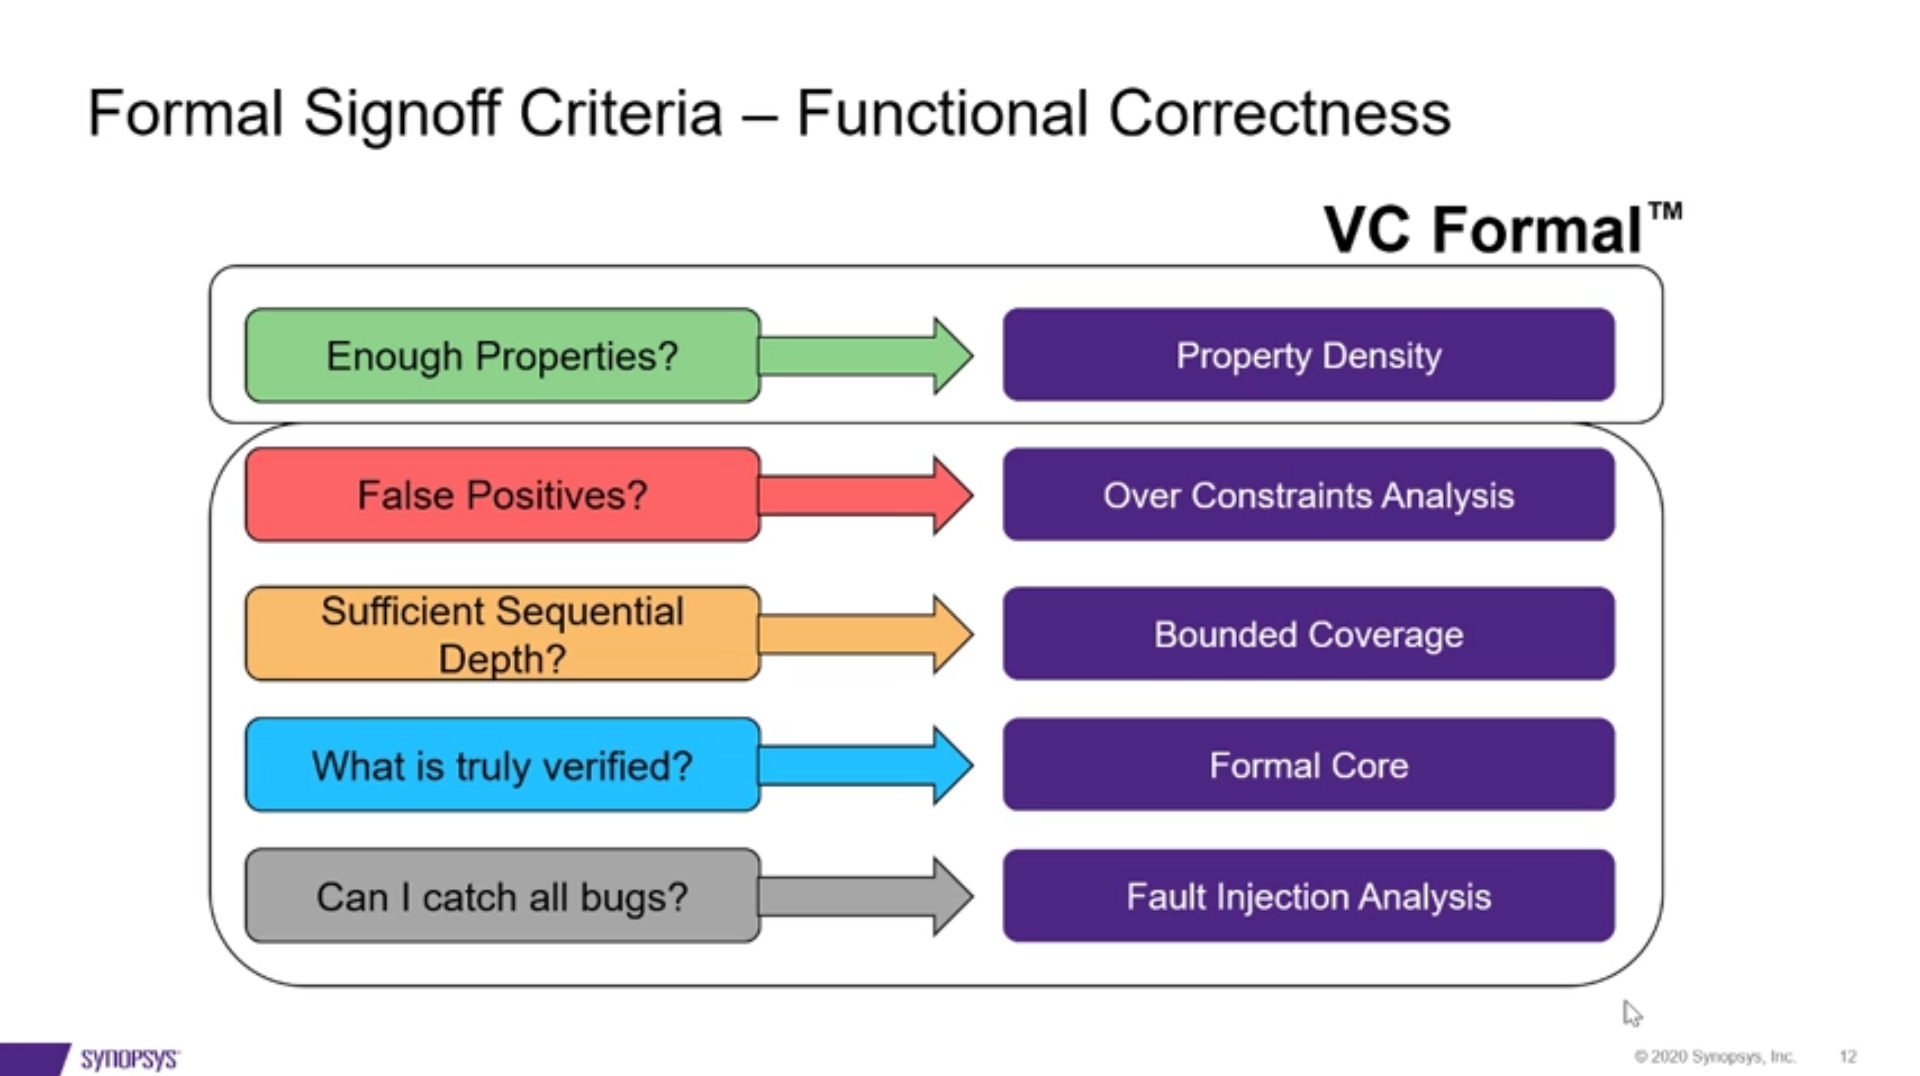 Formal Signoff Criteria – Functional Correctness
VC Formal™
Enough Properties?
Property Density
False Positives?
Over Constraints Analysis
Sufficient Sequential
Depth?
Bounded Coverage
What is truly verified?
Formal Core
Can I catch all bugs?
Fault Injection Analysis
SYNOPSYS®
© 2020 Synopsys, Inc.
12